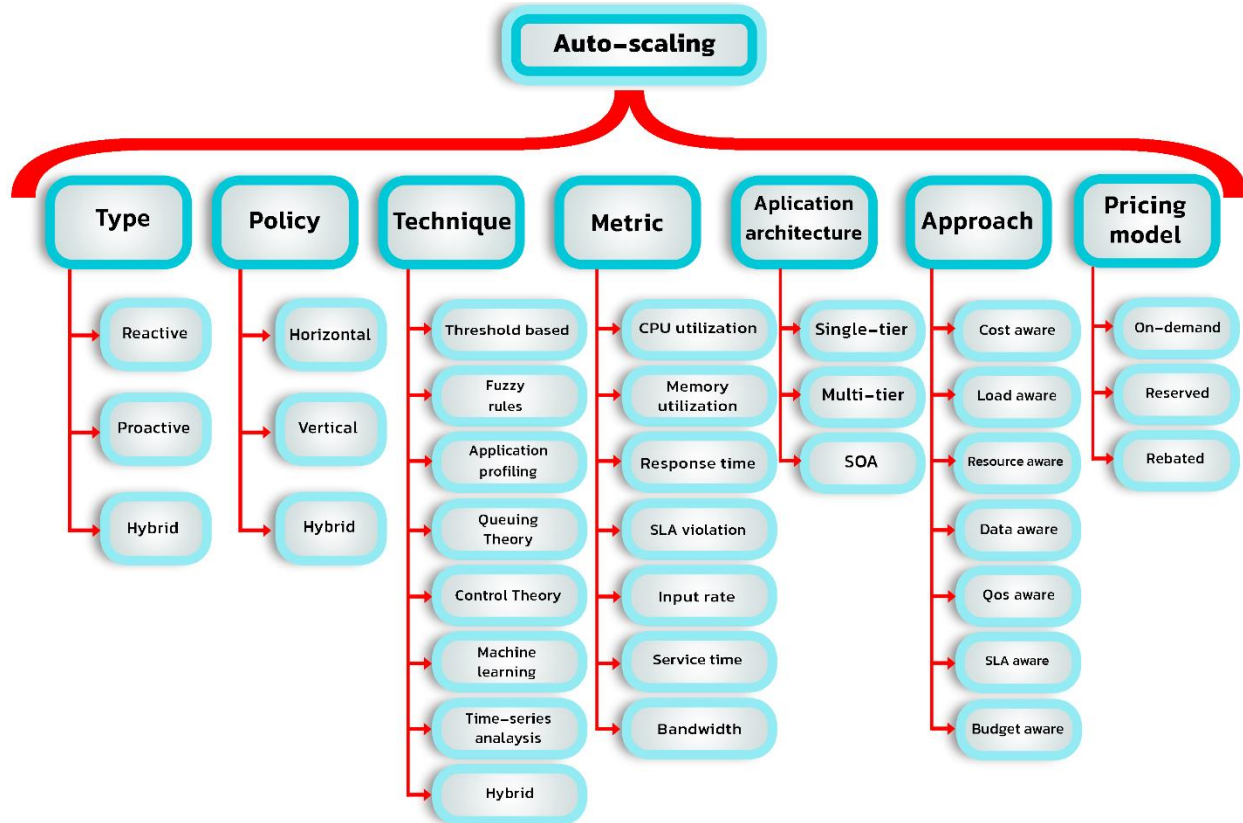 Auto-scaling
Type
Reactive
Proactive
Hybrid
Policy
Horizontal
Vertical
Hybrid
Technique
Threshold based
Fuzzy
rules
Application
profiling
Queuing
Theory
Control Theory
Machine
learning
Time-series
analaysis
Hybrid
Metric
CPU utilization
Memory
utilization
Response time
SLA violation
Input rate
Service time
Bandwidth
Aplication
architecture
Single-tier
Multi-tier
SOA
Approach
Cost aware
Load aware
Resource aware
Data aware
Qos aware
SLA aware
Budget aware
Pricing
model
On-demand
Reserved
Rebated